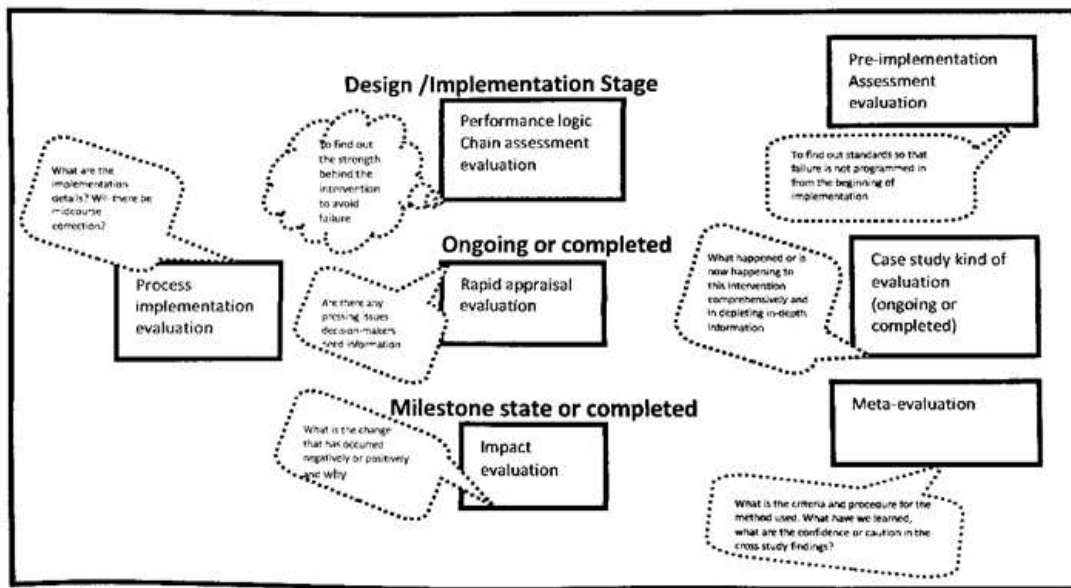 Design /Implementation Stage
Pre-implementation
Assessment
evaluation
Performance logic
Chain assessment
evaluation
To find out
the strength
behind the
intervention
to avoid
failure
To find out standards so that
failure is not programmed in
from the beginning of
implementation
What are the
implementation
details? Will there be
midcourse
correction?
Process
implementation
evaluation
Ongoing or completed
Rapid appraisal
evaluation
Are there any
pressing issues
decision-makers
need information
What happened or is
now happening to
this intervention
comprehensively and
in depleting in-depth
information
Case study kind of
evaluation
(ongoing or
completed)
Milestone state or completed
What is the change
that has occurred
negatively or positively
and why
Impact
evaluation
Meta-evaluation
What is the criteria and procedure for the
method used. What have we learned,
what are the confidence or caution in the
cross study findings?